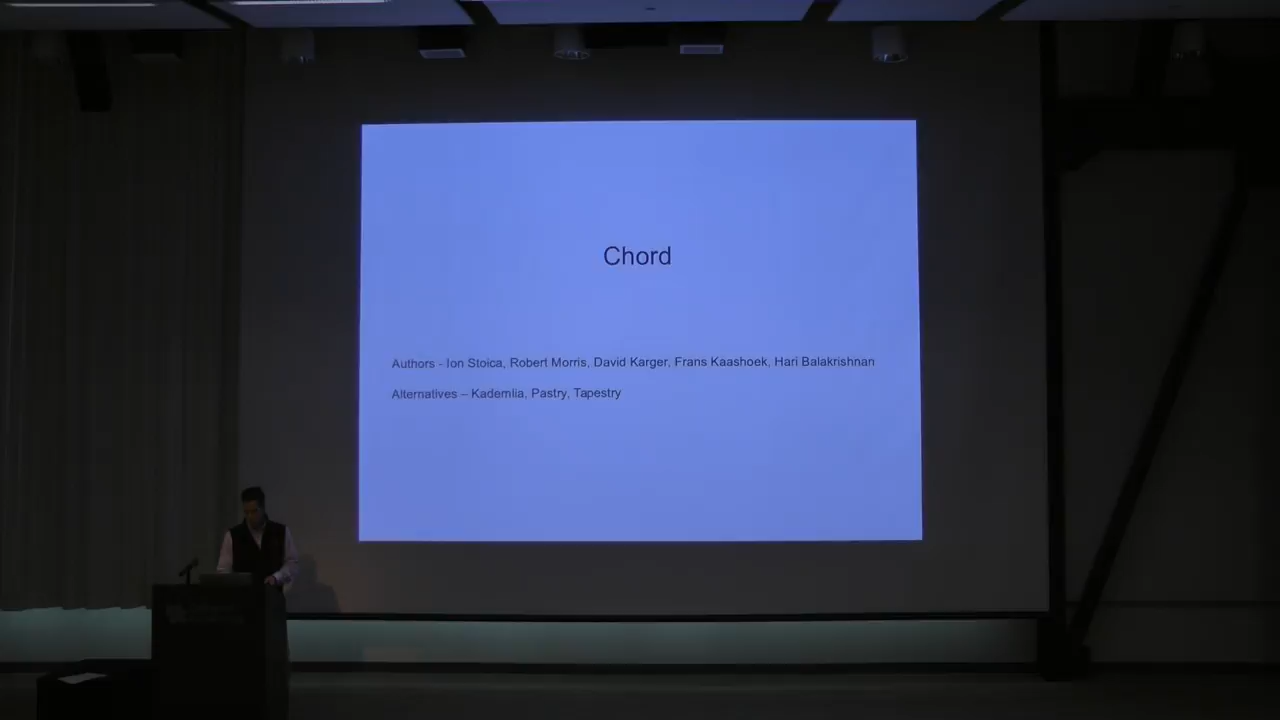 Chord
Authors - Ion Stoica, Robert Morris, David Karger, Frans Kaashoek, Hari Balakrishnan
Alternatives – Kademlia, Pastry, Tapestry